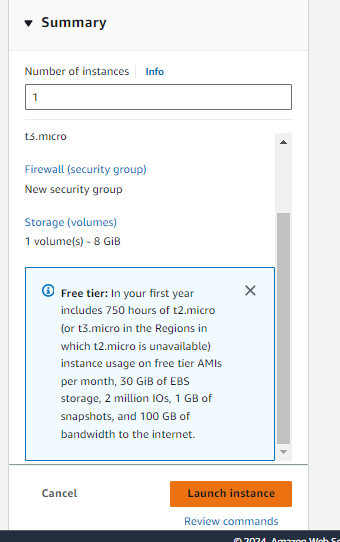 Summary
Number of instances Info
1
t3.micro
Firewall (security group)
New security group
Storage (volumes)
1 volume(s) - 8 GiB
Free tier: In your first year
includes 750 hours of t2.micro
(or t3.micro in the Regions in
which t2.micro is unavailable)
instance usage on free tier AMIs
per month, 30 GiB of EBS
storage, 2 million IOs, 1 GB of
snapshots, and 100 GB of
bandwidth to the internet.
Cancel Launch instance
Review commands
© 2024, Amazon Web